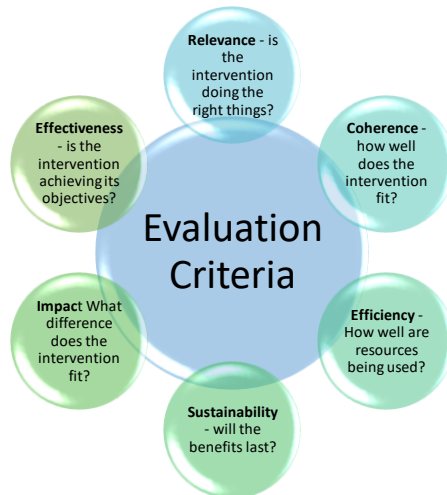 Relevance - is
the
intervention
doing the
right things?
Coherence -
how well
does the
intervention
fit?
Efficiency -
How well are
resources
being used?
Sustainability
- will the
benefits last?
Impact What
difference
does the
intervention
fit?
Effectiveness
- is the
intervention
achieving its
objectives?
Evaluation
Criteria